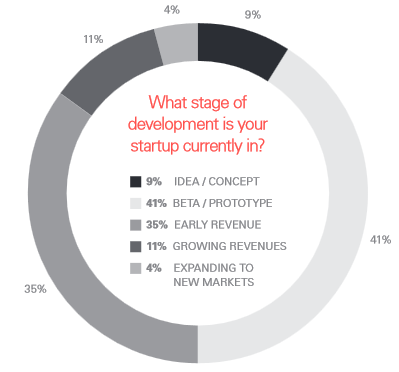 4%
9%
11%
What stage of
development is your
startup currently in?
9% IDEA / CONCEPT
41% BETA / PROTOTYPE
35% EARLY REVENUE
11% GROWING REVENUES
4% EXPANDING TO
NEW MARKETS
41%
35%